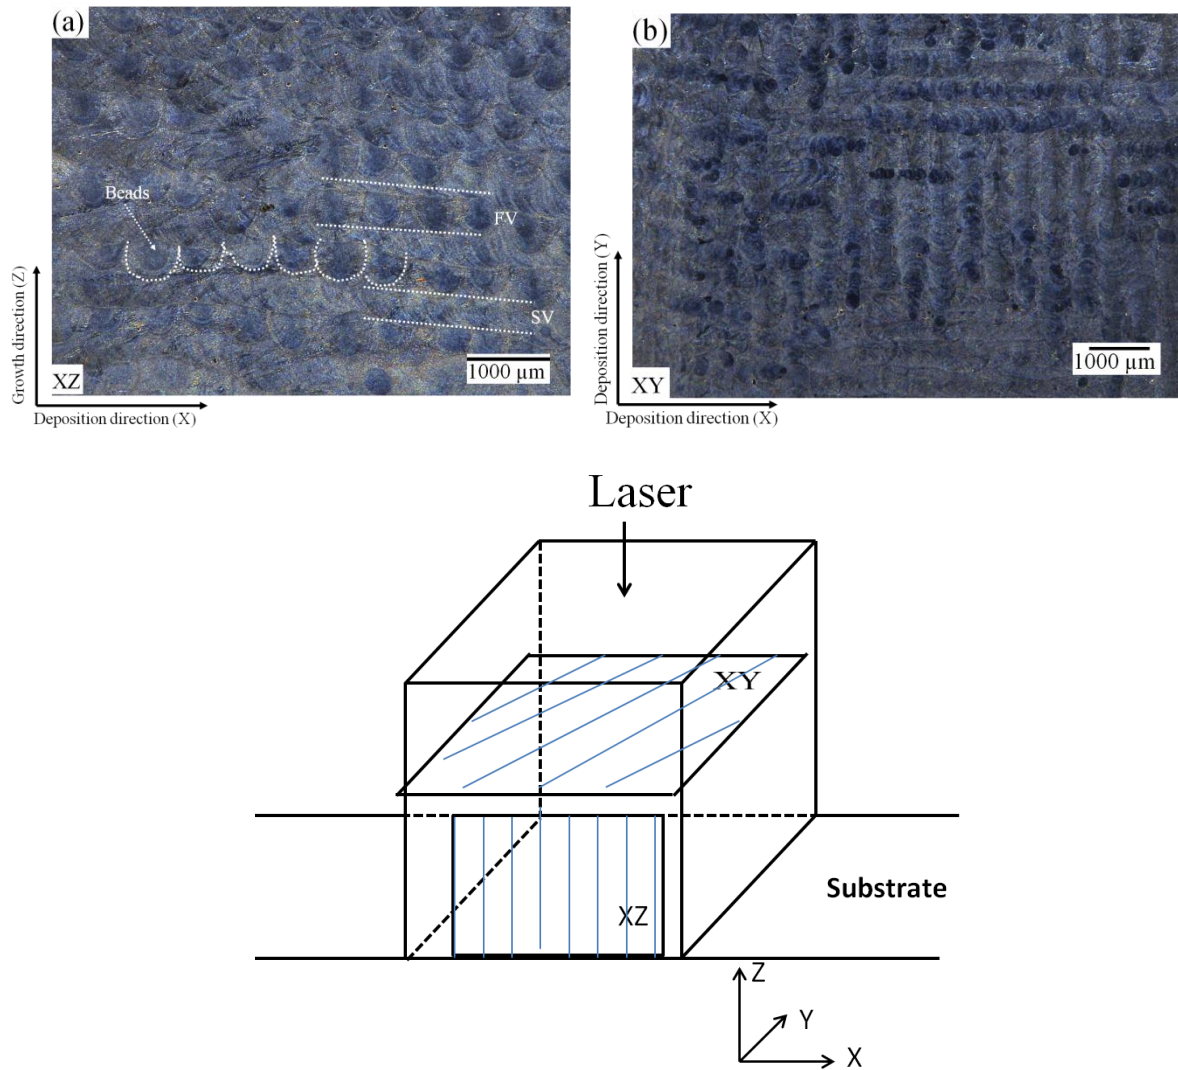 (a)
Beads
FV
SV
1000 µm
XZ
Growth direction (Z)
Deposition direction (X)
(b)
1000 µm
XY
Deposition direction (Y)
Deposition direction (X)
Laser
XY
XZ
Substrate
Z
Y
X